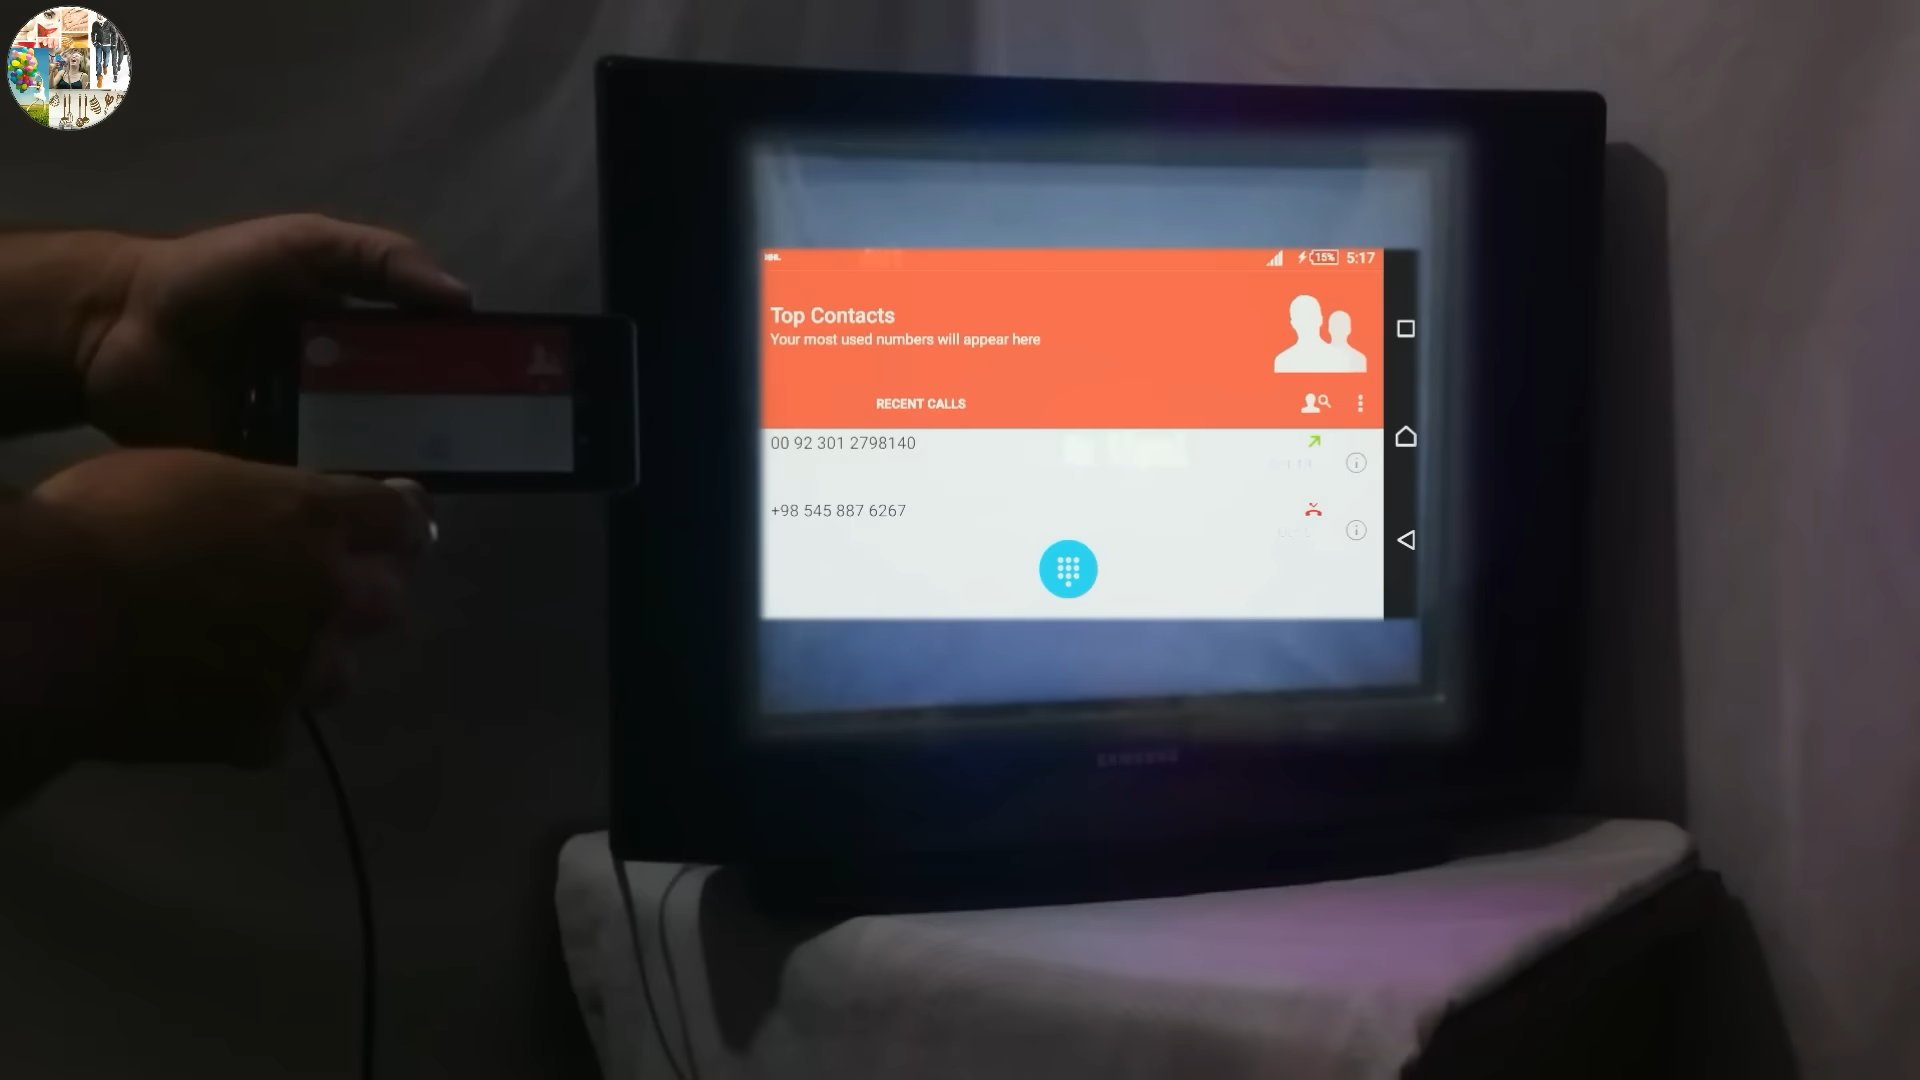 15% 5:17
Top Contacts
Your most used numbers will appear here
RECENT CALLS
00 92 301 2798140
+98 545 887 6267
SAMSUNG